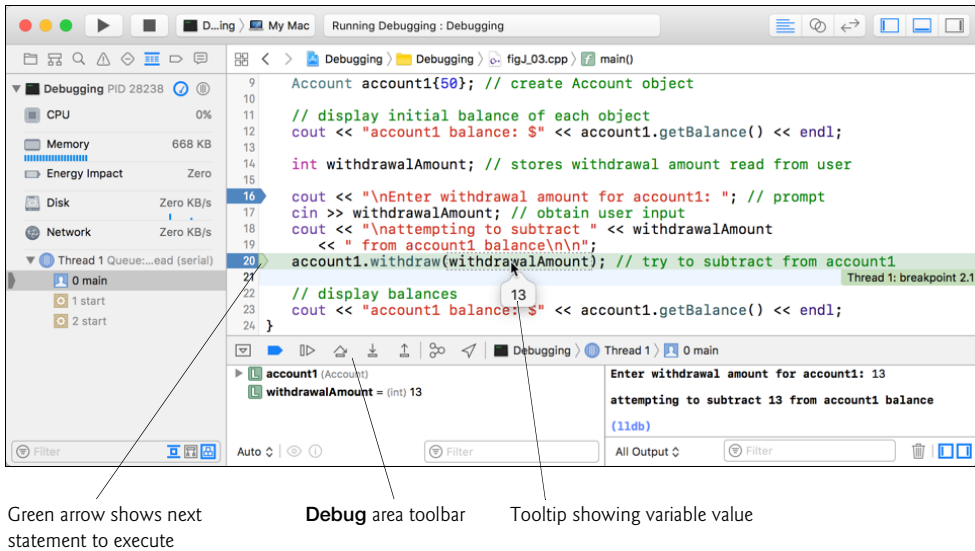 D...ing 〉 My Mac Running Debugging : Debugging
Debugging 〉 Debugging 〉 figJ_03.cpp 〉 main()
Debugging PID 28238
CPU 0%
Memory 668 KB
Energy Impact Zero
Disk Zero KB/s
Network Zero KB/s
Thread 1 Queue:...ead (serial)
0 main
1 start
2 start
Filter
9 Account account1{50}; // create Account object
10
11 // display initial balance of each object
12 cout << "account1 balance: $" << account1.getBalance() << endl;
13
14 int withdrawalAmount; // stores withdrawal amount read from user
15
16 cout << "\nEnter withdrawal amount for account1: "; // prompt
17 cin >> withdrawalAmount; // obtain user input
18 cout << "\nattempting to subtract " << withdrawalAmount
19 << " from account1 balance\n\n";
20 account1.withdraw(withdrawalAmount); // try to subtract from account1
21 Thread 1: breakpoint 2.1
22 // display balances
13
23 cout << "account1 balance: $" << account1.getBalance() << endl;
24 }
Debugging 〉 Thread 1 〉 0 main
L account1 (Account)
L withdrawalAmount = (int) 13
Auto Filter
Enter withdrawal amount for account1: 13
attempting to subtract 13 from account1 balance
(lldb)
All Output Filter
Green arrow shows next
statement to execute
Debug area toolbar
Tooltip showing variable value